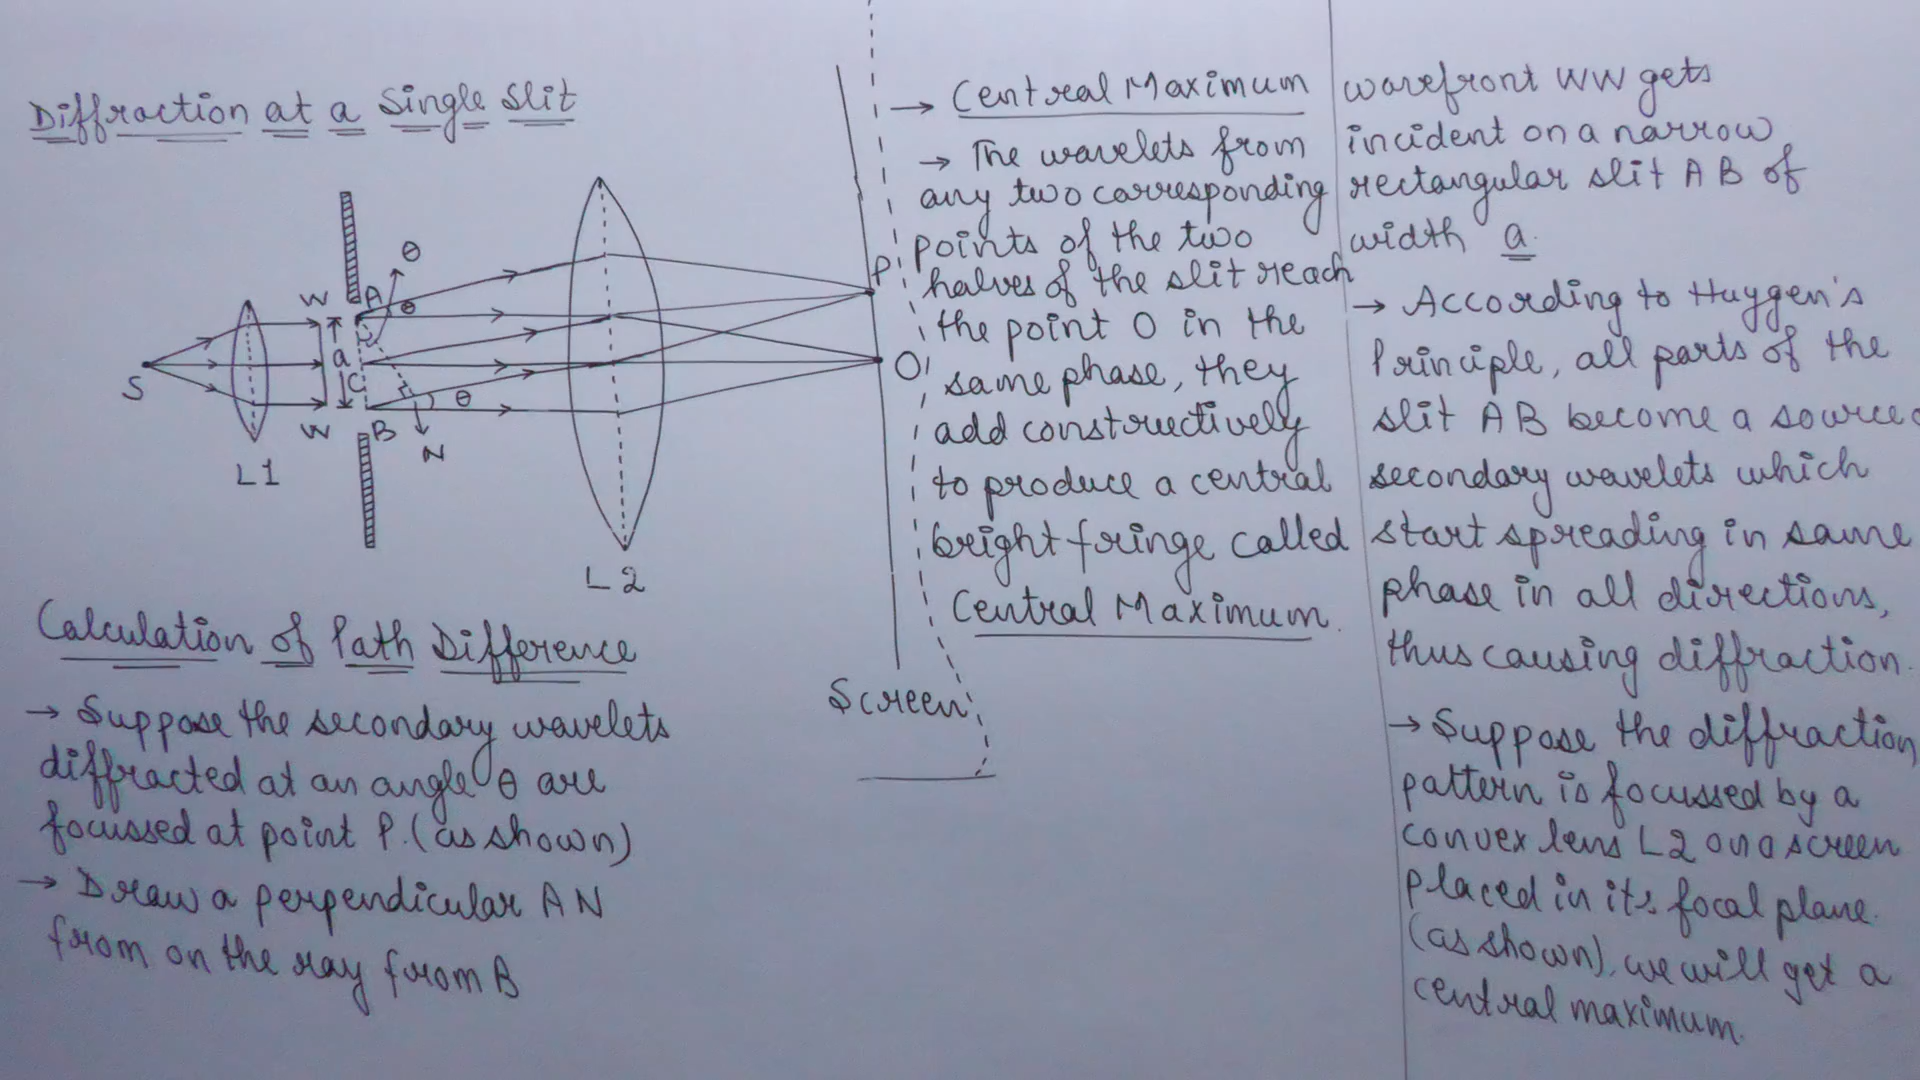 Diffraction at a Single Slit
θ
W
A
θ
a
C
S
θ
W
B
N
L1
L2
P
O
Screen
Calculation of Path Difference
→ Suppose the secondary wavelets
diffracted at an angle θ are
focussed at point P. (as shown)
→ Draw a perpendicular AN
from on the ray from B
→ Central Maximum
→ The wavelets from
any two corresponding
points of the two
halves of the slit reach
the point O in the
same phase, they
add constructively
to produce a central
bright fringe called
Central Maximum.
wavefront WW gets
incident on a narrow
rectangular slit AB of
width a.
→ According to Huygen's
Principle, all parts of the
slit AB become a source
secondary wavelets which
start spreading in same
phase in all directions,
thus causing diffraction.
→ Suppose the diffraction
pattern is focussed by a
convex lens L2 on a screen
placed in its focal plane.
(as shown), we will get a
central maximum.